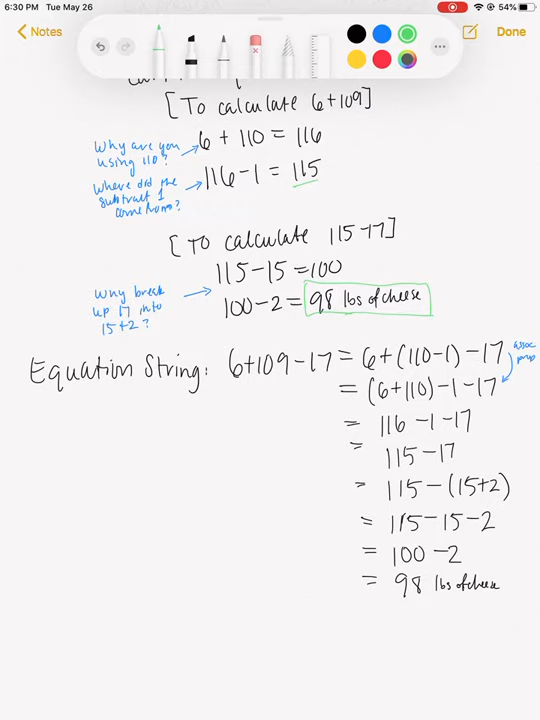 6:30 PM Tue May 26
54%
Notes
Done
[To calculate 6+109]
Why are you using 110?
6 + 110 = 116
Where did the subtract 1 come from?
116-1 = 115
[To calculate 115-17]
115-15 = 100
Why break up 17 into 15+2?
100-2 = 98 lbs of cheese
Equation String: 6+109-17 = 6+(110-1)-17
assoc prop
= (6+110)-1-17
= 116-1-17
= 115-17
= 115-(15+2)
= 115-15-2
= 100-2
= 98 lbs of cheese